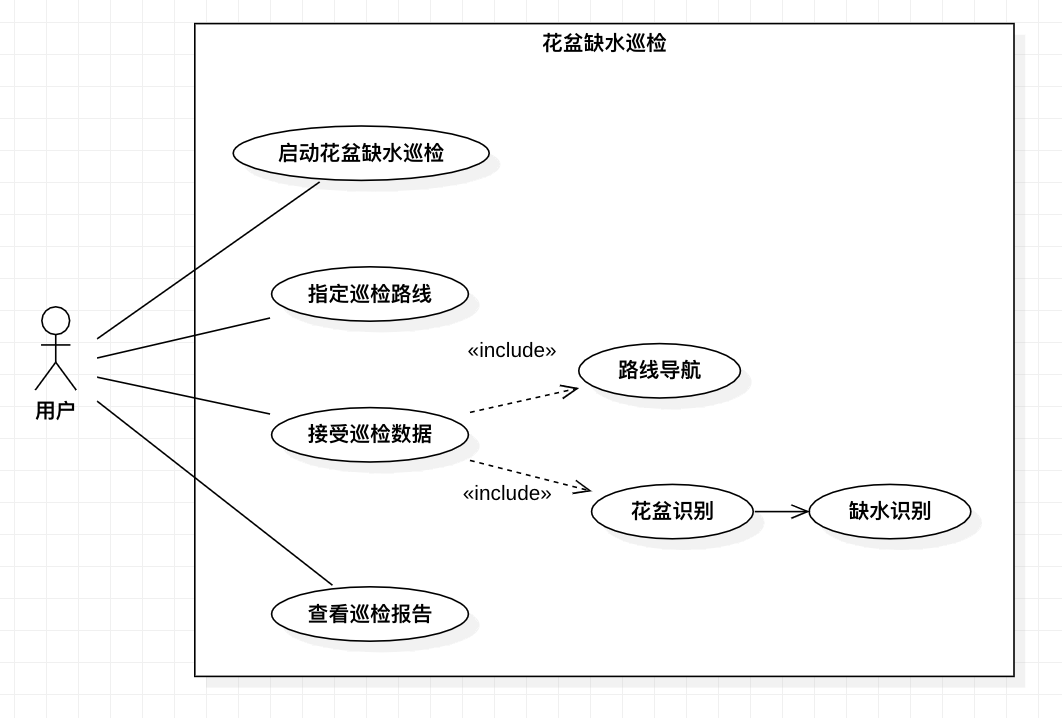 花盆缺水巡检
启动花盆缺水巡检
指定巡检路线
«include»
路线导航
用户
接受巡检数据
«include»
花盆识别
缺水识别
查看巡检报告